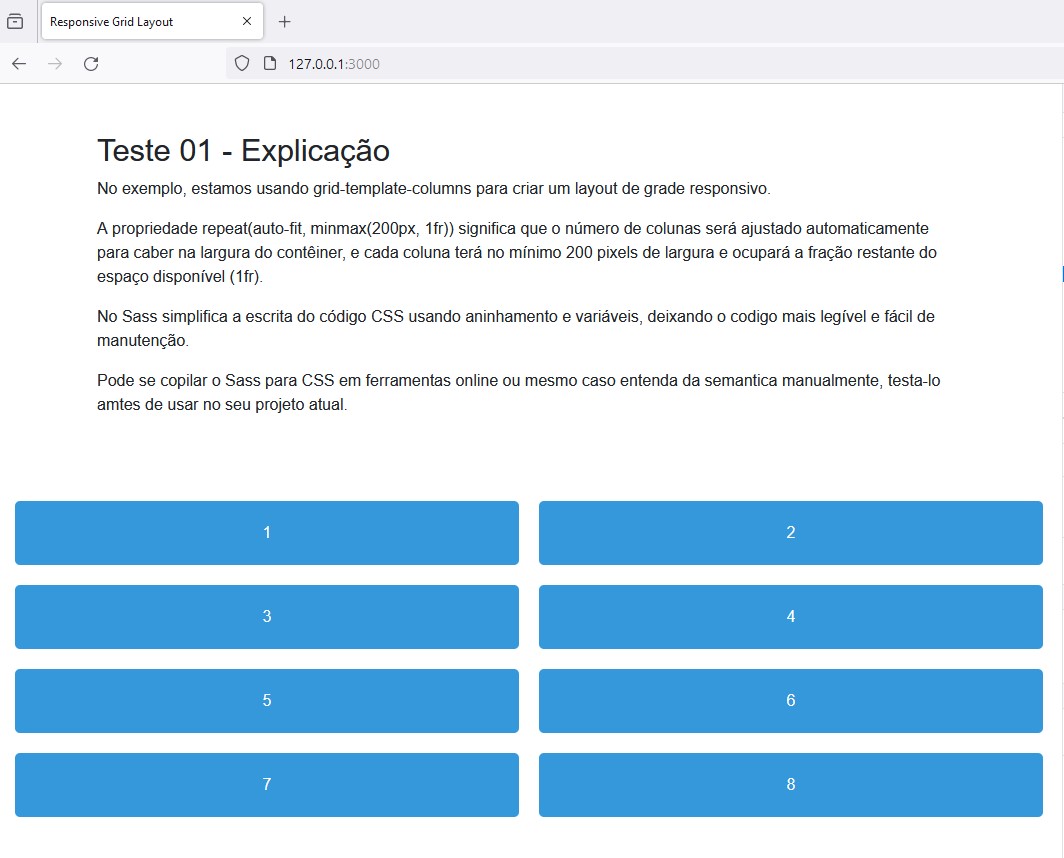 Responsive Grid Layout
127.0.0.1:3000
Teste 01 - Explicação
No exemplo, estamos usando grid-template-columns para criar um layout de grade responsivo.
A propriedade repeat(auto-fit, minmax(200px, 1fr)) significa que o número de colunas será ajustado automaticamente
para caber na largura do contêiner, e cada coluna terá no mínimo 200 pixels de largura e ocupará a fração restante do
espaço disponível (1fr).
No Sass simplifica a escrita do código CSS usando aninhamento e variáveis, deixando o codigo mais legível e fácil de
manutenção.
Pode se copilar o Sass para CSS em ferramentas online ou mesmo caso entenda da semantica manualmente, testa-lo
amtes de usar no seu projeto atual.
1
2
3
4
5
6
7
8